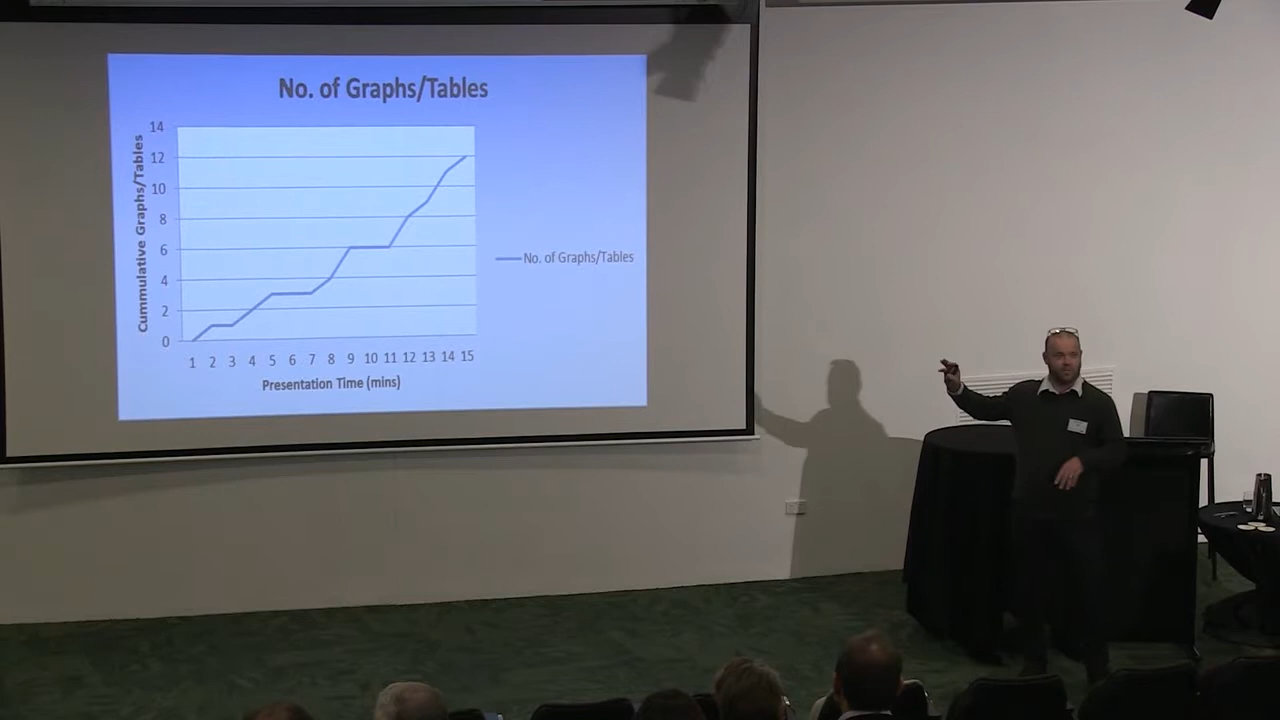 No. of Graphs/Tables
Cummulative Graphs/Tables
14
12
10
8
6
4
2
0
1 2 3 4 5 6 7 8 9 10 11 12 13 14 15
Presentation Time (mins)
No. of Graphs/Tables